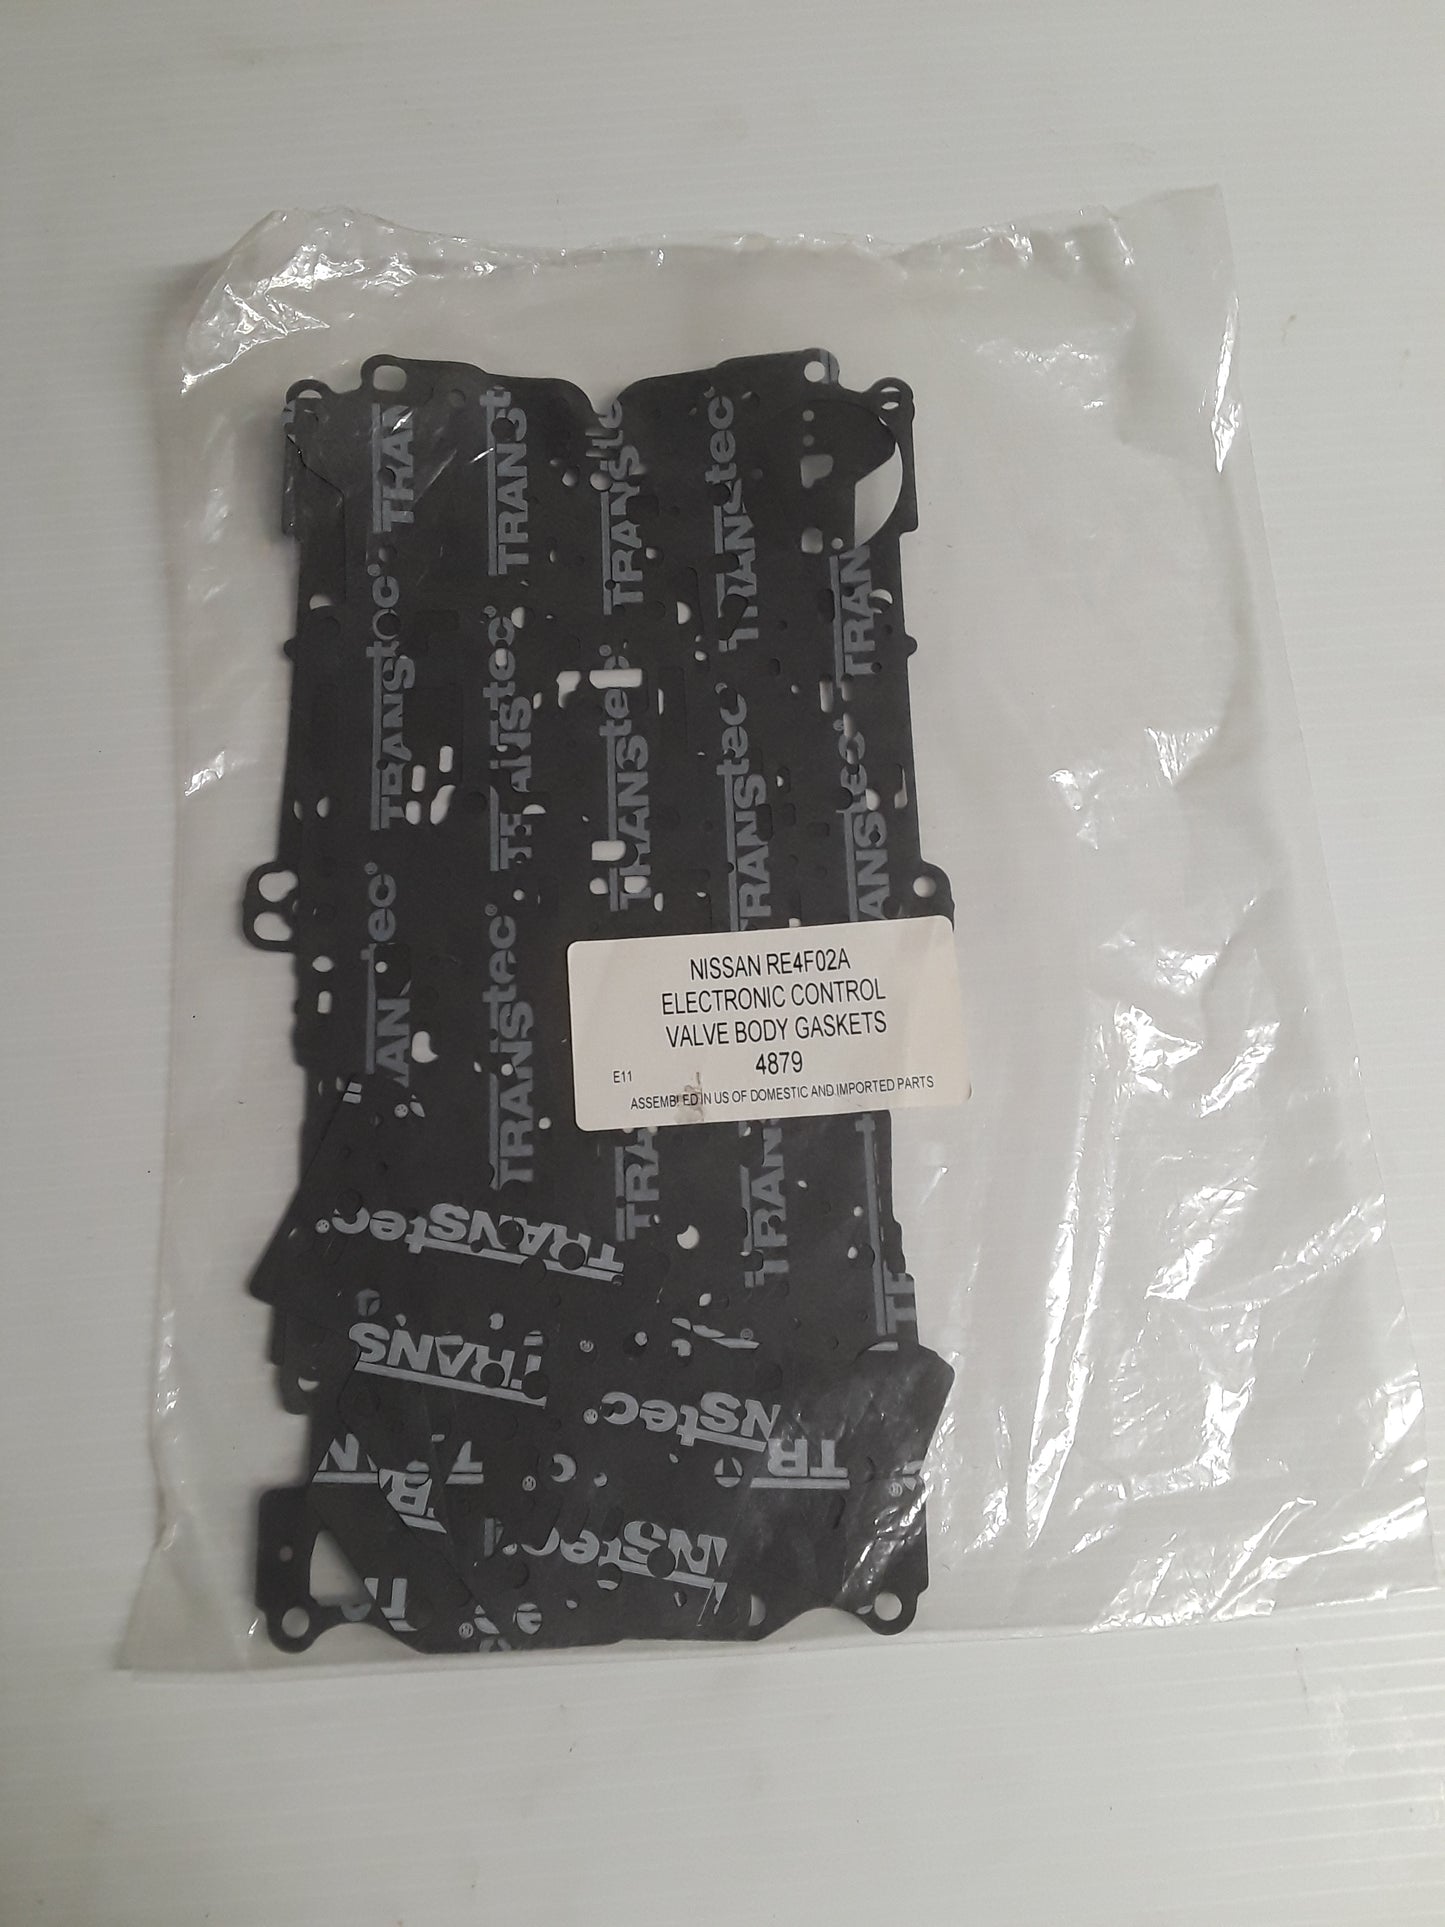 TRANStec®
NISSAN RE4F02A
ELECTRONIC CONTROL
VALVE BODY GASKETS
4879
E11
ASSEMBLED IN US OF DOMESTIC AND IMPORTED PARTS